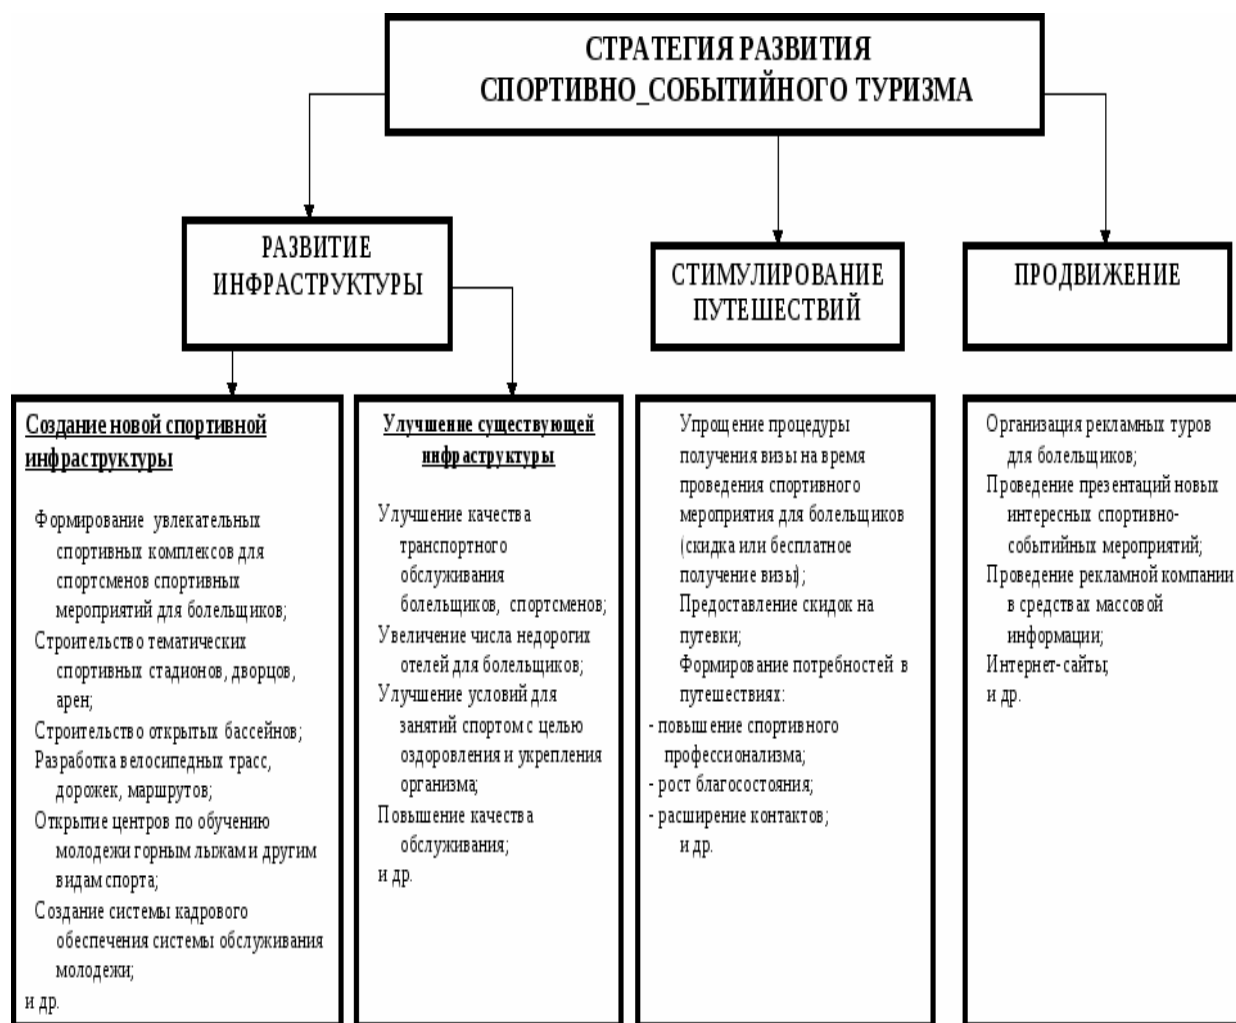 СТРАТЕГИЯ РАЗВИТИЯ
СПОРТИВНО_СОБЫТИЙНОГО ТУРИЗМА
РАЗВИТИЕ
ИНФРАСТРУКТУРЫ
СТИМУЛИРОВАНИЕ
ПУТЕШЕСТВИЙ
ПРОДВИЖЕНИЕ
Создание новой спортивной
инфраструктуры
Формирование увлекательных
спортивных комплексов для
спортсменов спортивных
мероприятий для болельщиков;
Строительство тематических
спортивных стадионов, дворцов,
арен;
Строительство открытых бассейнов;
Разработка велосипедных трасс,
дорожек, маршрутов;
Открытие центров по обучению
молодежи горным лыжам и другим
видам спорта;
Создание системы кадрового
обеспечения системы обслуживания
молодежи;
и др.
Улучшение существующей
инфраструктуры
Улучшение качества
транспортного
обслуживания
болельщиков, спортсменов;
Увеличение числа недорогих
отелей для болельщиков;
Улучшение условий для
занятий спортом с целью
оздоровления и укрепления
организма;
Повышение качества
обслуживания;
и др.
Упрощение процедуры
получения визы на время
проведения спортивного
мероприятия для болельщиков
(скидка или бесплатное
получение визы);
Предоставление скидок на
путевки;
Формирование потребностей в
путешествиях:
- повышение спортивного
профессионализма;
- рост благосостояния;
- расширение контактов;
и др.
Организация рекламных туров
для болельщиков;
Проведение презентаций новых
интересных спортивно-
событийных мероприятий;
Проведение рекламной компании
в средствах массовой
информации;
Интернет-сайты;
и др.